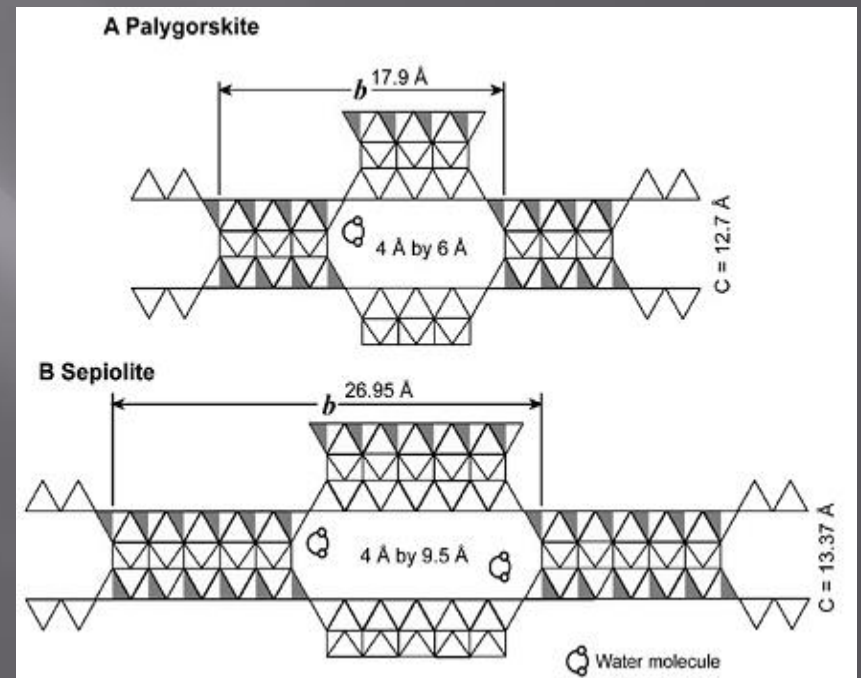 A Palygorskite
b 17.9 Å
4 Å by 6 Å
C = 12.7 Å
B Sepiolite
b 26.95 Å
4 Å by 9.5 Å
C = 13.37 Å
Water molecule